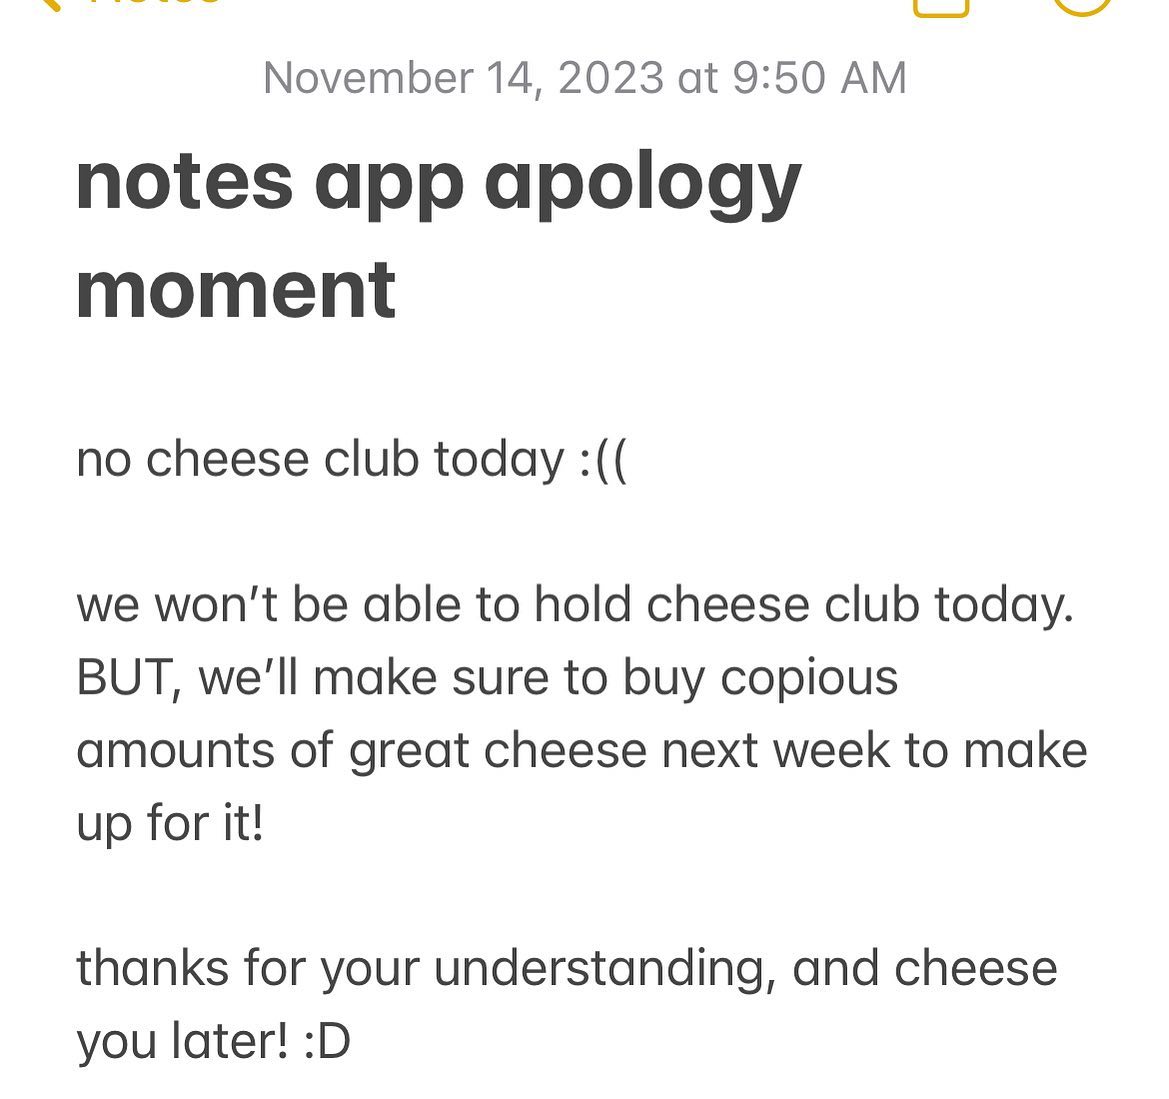 November 14, 2023 at 9:50 AM
notes app apology
moment
no cheese club today :((
we won’t be able to hold cheese club today.
BUT, we’ll make sure to buy copious
amounts of great cheese next week to make
up for it!
thanks for your understanding, and cheese
you later! :D